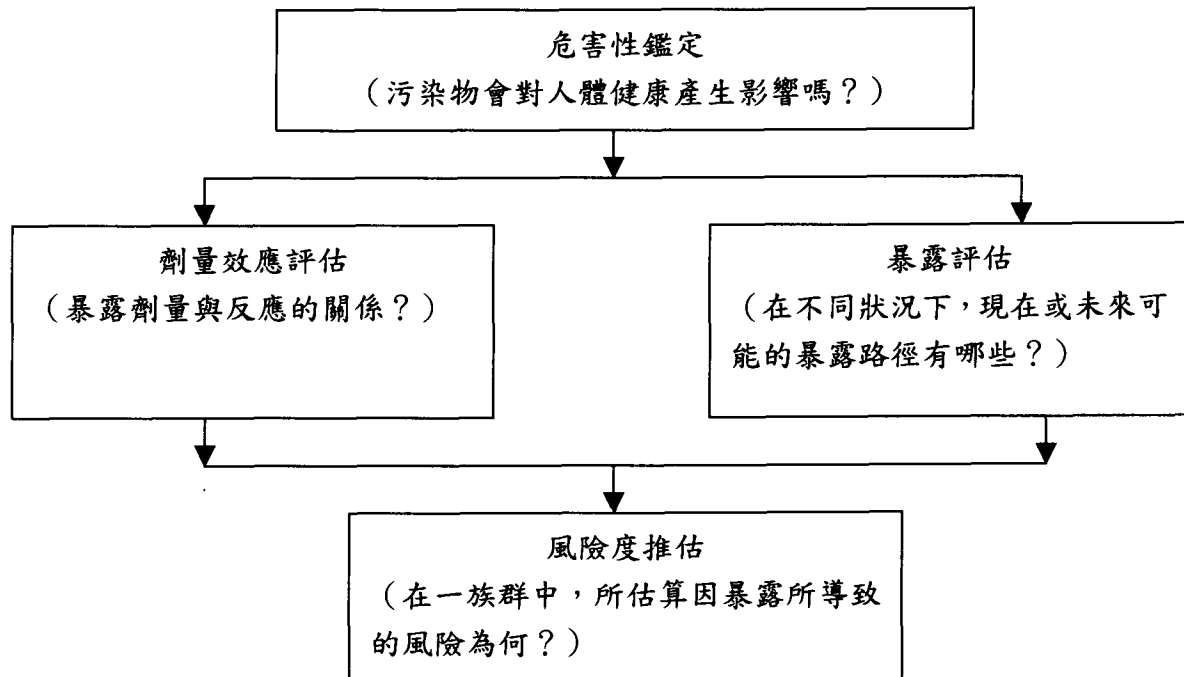 危害性鑑定
（污染物會對人體健康產生影響嗎？）
劑量效應評估
（暴露劑量與反應的關係？）
暴露評估
（在不同狀況下，現在或未來可
能的暴露路徑有哪些？）
風險度推估
（在一族群中，所估算因暴露所導致
的風險為何？）